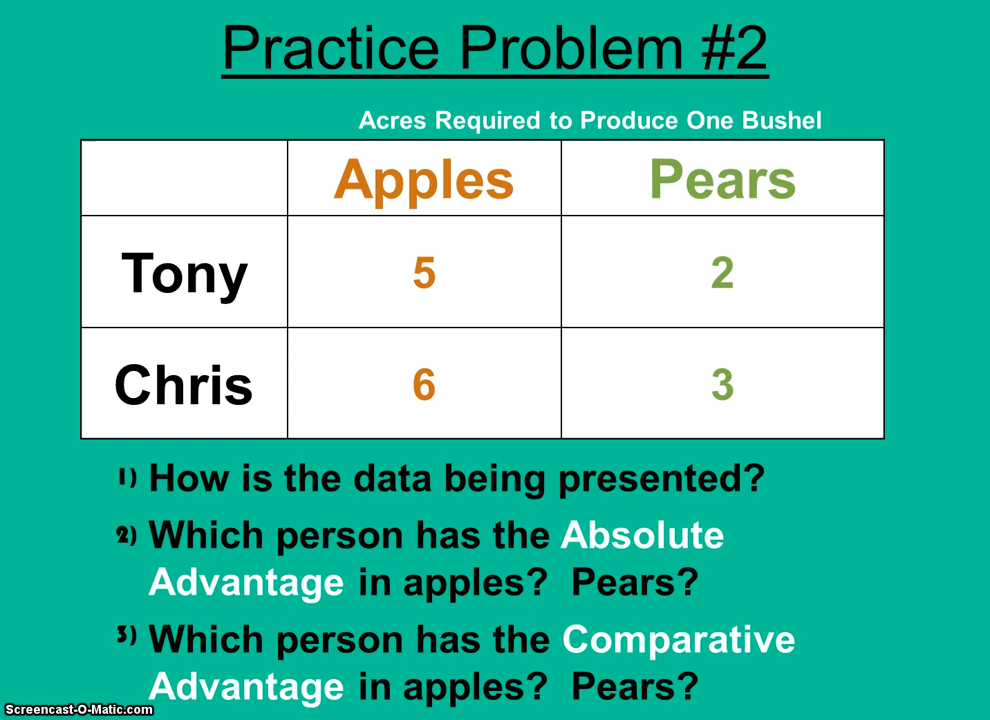 Practice Problem #2
Acres Required to Produce One Bushel
Apples Pears
Tony 5 2
Chris 6 3
1) How is the data being presented?
2) Which person has the Absolute
Advantage in apples? Pears?
3) Which person has the Comparative
Advantage in apples? Pears?
Screencast-O-Matic.com